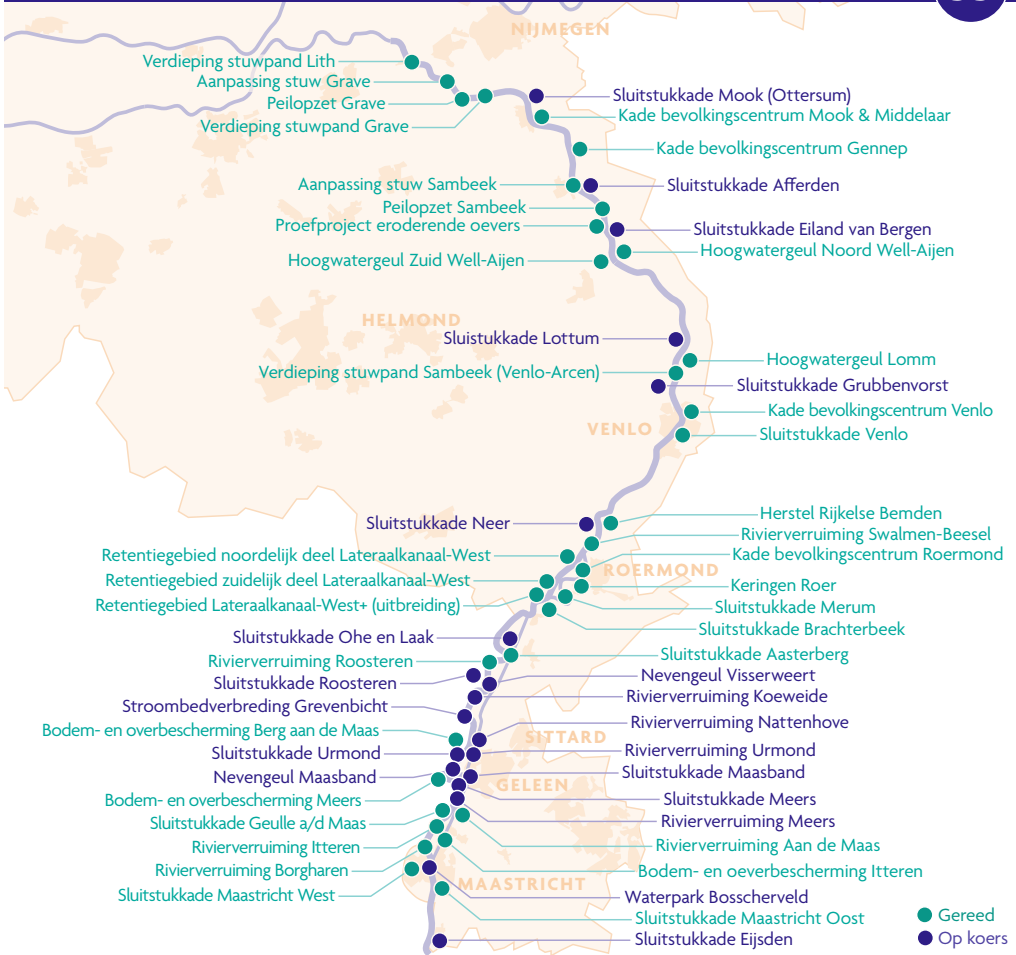 NIJMEGEN
Verdieping stuwpand Lith
Aanpassing stuw Grave
Peilopzet Grave
Verdieping stuwpand Grave
Sluitstukkade Mook (Ottersum)
Kade bevolkingscentrum Mook & Middelaar
Kade bevolkingscentrum Gennep
Aanpassing stuw Sambeek
Sluitstukkade Afferden
Peilopzet Sambeek
Proefproject eroderende oevers
Sluitstukkade Eiland van Bergen
Hoogwatergeul Noord Well-Aijen
Hoogwatergeul Zuid Well-Aijen
HELMOND
Sluistukkade Lottum
Hoogwatergeul Lomm
Verdieping stuwpand Sambeek (Venlo-Arcen)
Sluitstukkade Grubbenvorst
Kade bevolkingscentrum Venlo
VENLO
Sluitstukkade Venlo
Herstel Rijkelse Bemden
Sluitstukkade Neer
Rivierverruiming Swalmen-Beesel
Retentiegebied noordelijk deel Lateraalkanaal-West
Kade bevolkingscentrum Roermond
ROERMOND
Retentiegebied zuidelijk deel Lateraalkanaal-West
Keringen Roer
Retentiegebied Lateraalkanaal-West+ (uitbreiding)
Sluitstukkade Merum
Sluitstukkade Brachterbeek
Sluitstukkade Ohe en Laak
Sluitstukkade Aasterberg
Rivierverruiming Roosteren
Nevengeul Visserweert
Sluitstukkade Roosteren
Rivierverruiming Koeweide
Stroombedverbreding Grevenbicht
Rivierverruiming Nattenhove
Bodem- en overbescherming Berg aan de Maas
SITTARD
Rivierverruiming Urmond
Sluitstukkade Urmond
Sluitstukkade Maasband
Nevengeul Maasband
GELEEN
Bodem- en overbescherming Meers
Sluitstukkade Meers
Rivierverruiming Meers
Sluitstukkade Geulle a/d Maas
Rivierverruiming Itteren
Rivierverruiming Aan de Maas
Rivierverruiming Borgharen
Bodem- en oeverbescherming Itteren
MAASTRICHT
Sluitstukkade Maastricht West
Waterpark Bosscherveld
Sluitstukkade Maastricht Oost
Sluitstukkade Eijsden
Gereed
Op koers